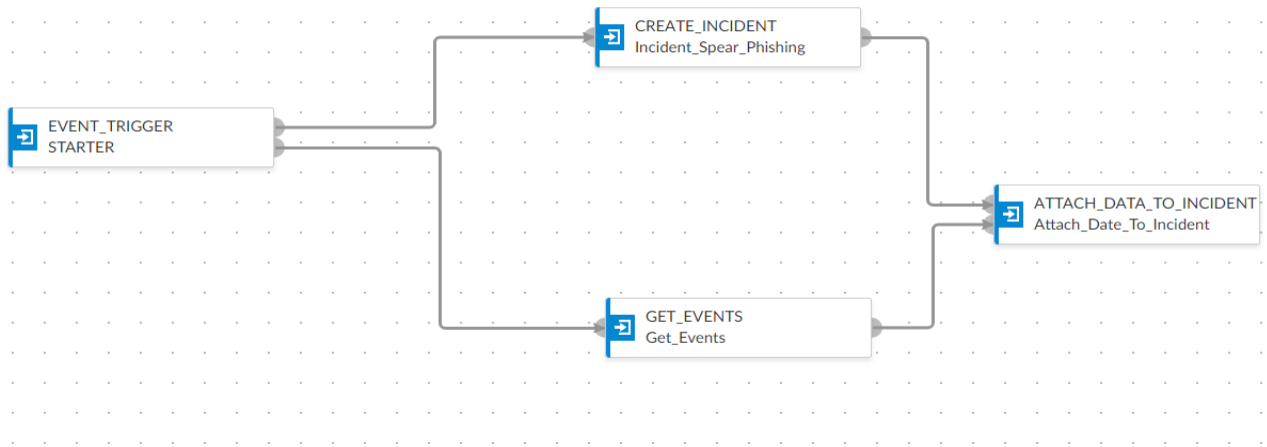 CREATE_INCIDENT
Incident_Spear_Phishing
EVENT_TRIGGER
STARTER
ATTACH_DATA_TO_INCIDENT
Attach_Date_To_Incident
GET_EVENTS
Get_Events